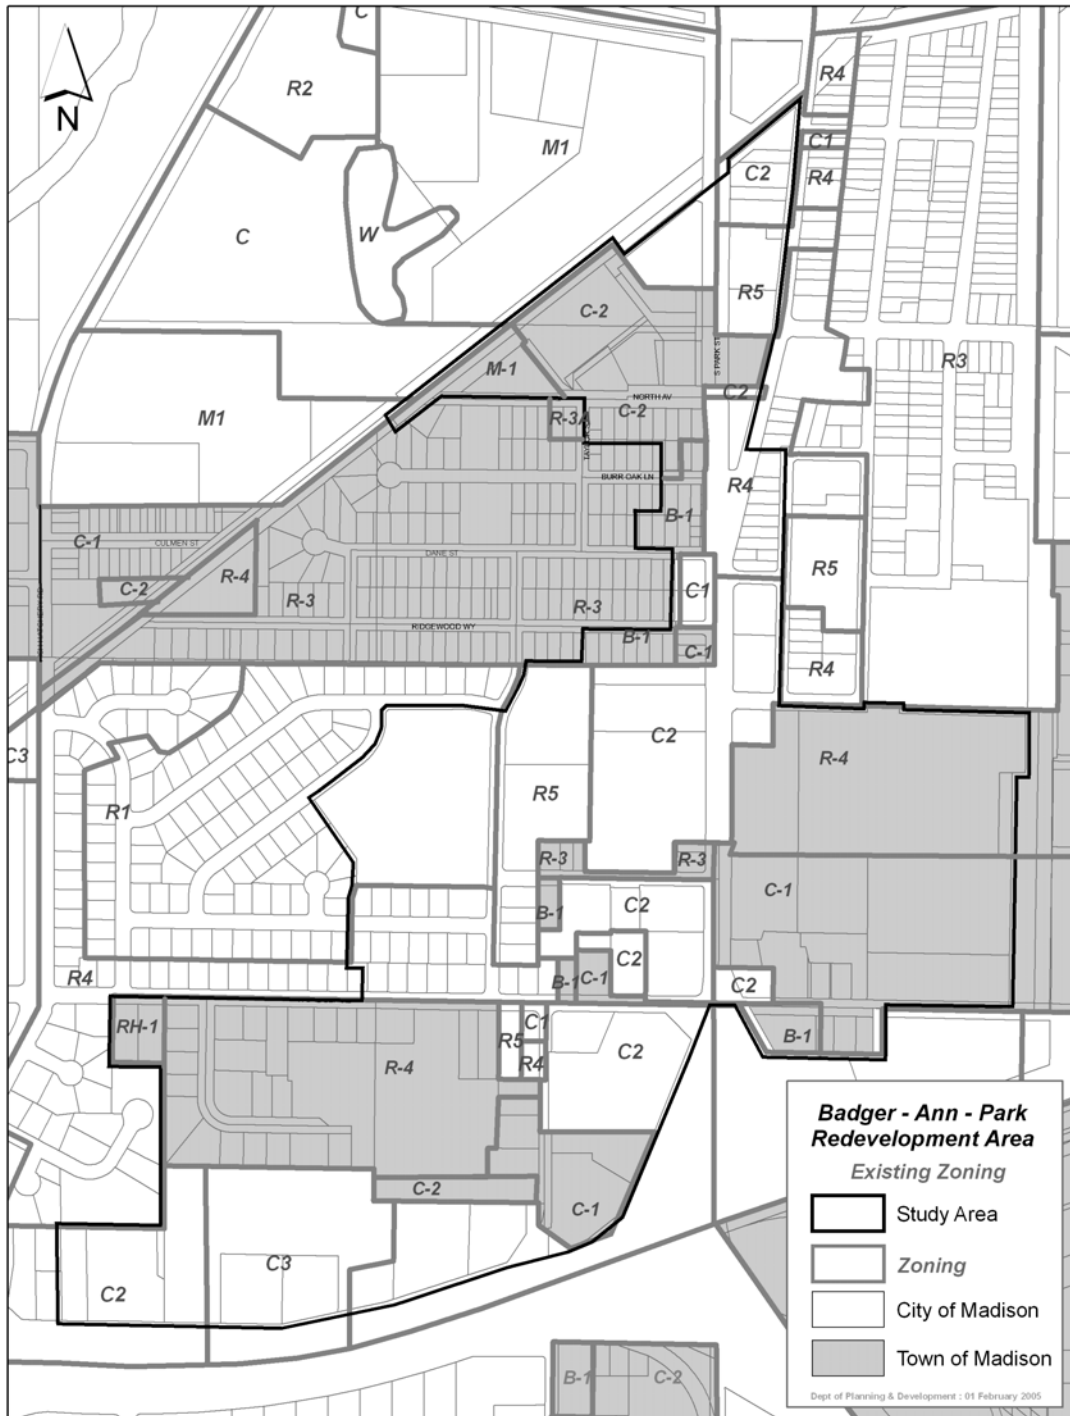 C
R4
R2
N
M1
C1
C2
R4
C
W
R5
C-2
S PARK ST
R3
M-1
C2
NORTH AV
M1
R-3A
C-2
BURR OAK LN
R4
B-1
C-1
CULMEN ST
DANE ST
R-4
R5
C-2
C1
R-3
R-3
RIDGEWOOD WY
B-1
C-1
R4
C3
C2
R-4
R5
R1
R-3
R-3
C-1
B-1
C2
C2
R4
B-1
C-1
C2
RH-1
C1
R5
C2
B-1
R4
R-4
C-2
C-1
C3
C2
B-1
C-2
Badger - Ann - Park
Redevelopment Area
Existing Zoning
Study Area
Zoning
City of Madison
Town of Madison
Dept of Planning & Development : 01 February 2005